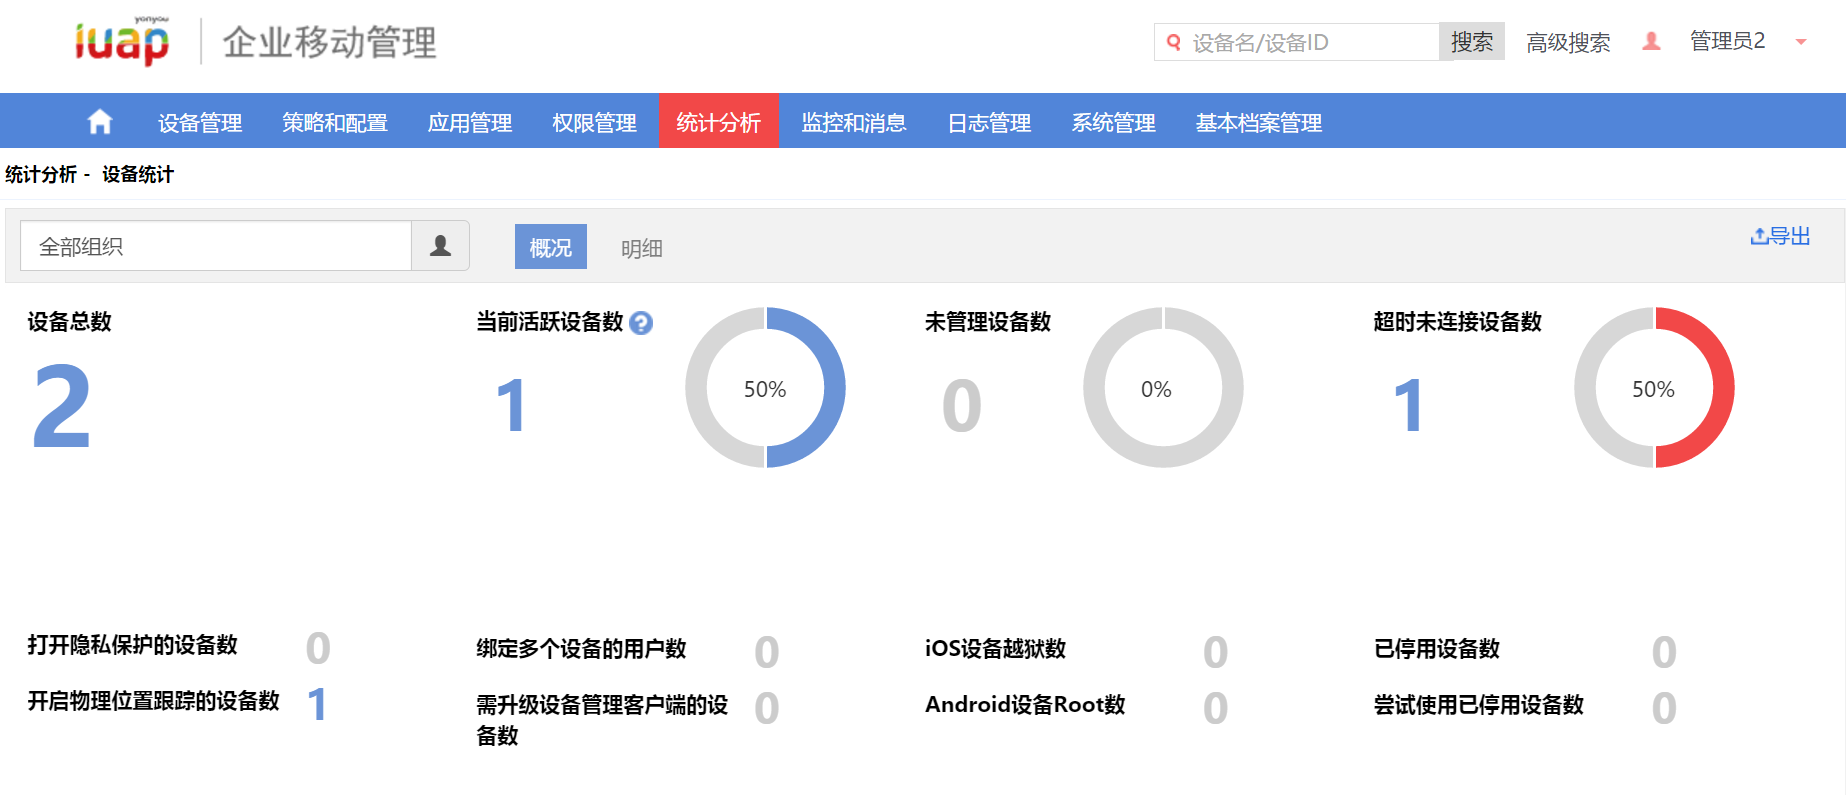 yonyou
iuap 企业移动管理
设备名/设备ID 搜索 高级搜索 管理员2
设备管理 策略和配置 应用管理 权限管理 统计分析 监控和消息 日志管理 系统管理 基本档案管理
统计分析 - 设备统计
全部组织 概况 明细 导出
设备总数 当前活跃设备数 ? 未管理设备数 超时未连接设备数
2 1 50% 0 0% 1 50%
打开隐私保护的设备数 0 绑定多个设备的用户数 0 iOS设备越狱数 0 已停用设备数 0
开启物理位置跟踪的设备数 1 需升级设备管理客户端的设 0 Android设备Root数 0 尝试使用已停用设备数 0
备数